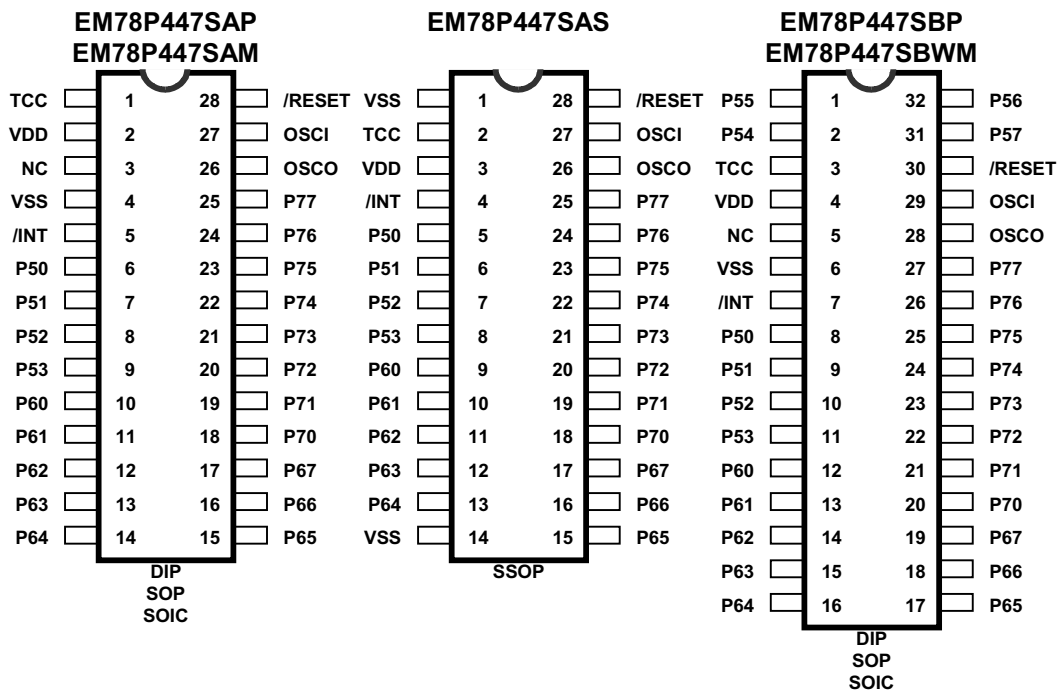 EM78P447SAP
EM78P447SAM
TCC 1 28 /RESET
VDD 2 27 OSCI
NC 3 26 OSCO
VSS 4 25 P77
/INT 5 24 P76
P50 6 23 P75
P51 7 22 P74
P52 8 21 P73
P53 9 20 P72
P60 10 19 P71
P61 11 18 P70
P62 12 17 P67
P63 13 16 P66
P64 14 15 P65
DIP
SOP
SOIC
EM78P447SAS
VSS 1 28 /RESET
TCC 2 27 OSCI
VDD 3 26 OSCO
/INT 4 25 P77
P50 5 24 P76
P51 6 23 P75
P52 7 22 P74
P53 8 21 P73
P60 9 20 P72
P61 10 19 P71
P62 11 18 P70
P63 12 17 P67
P64 13 16 P66
VSS 14 15 P65
SSOP
EM78P447SBP
EM78P447SBWM
P55 1 32 P56
P54 2 31 P57
TCC 3 30 /RESET
VDD 4 29 OSCI
NC 5 28 OSCO
VSS 6 27 P77
/INT 7 26 P76
P50 8 25 P75
P51 9 24 P74
P52 10 23 P73
P53 11 22 P72
P60 12 21 P71
P61 13 20 P70
P62 14 19 P67
P63 15 18 P66
P64 16 17 P65
DIP
SOP
SOIC